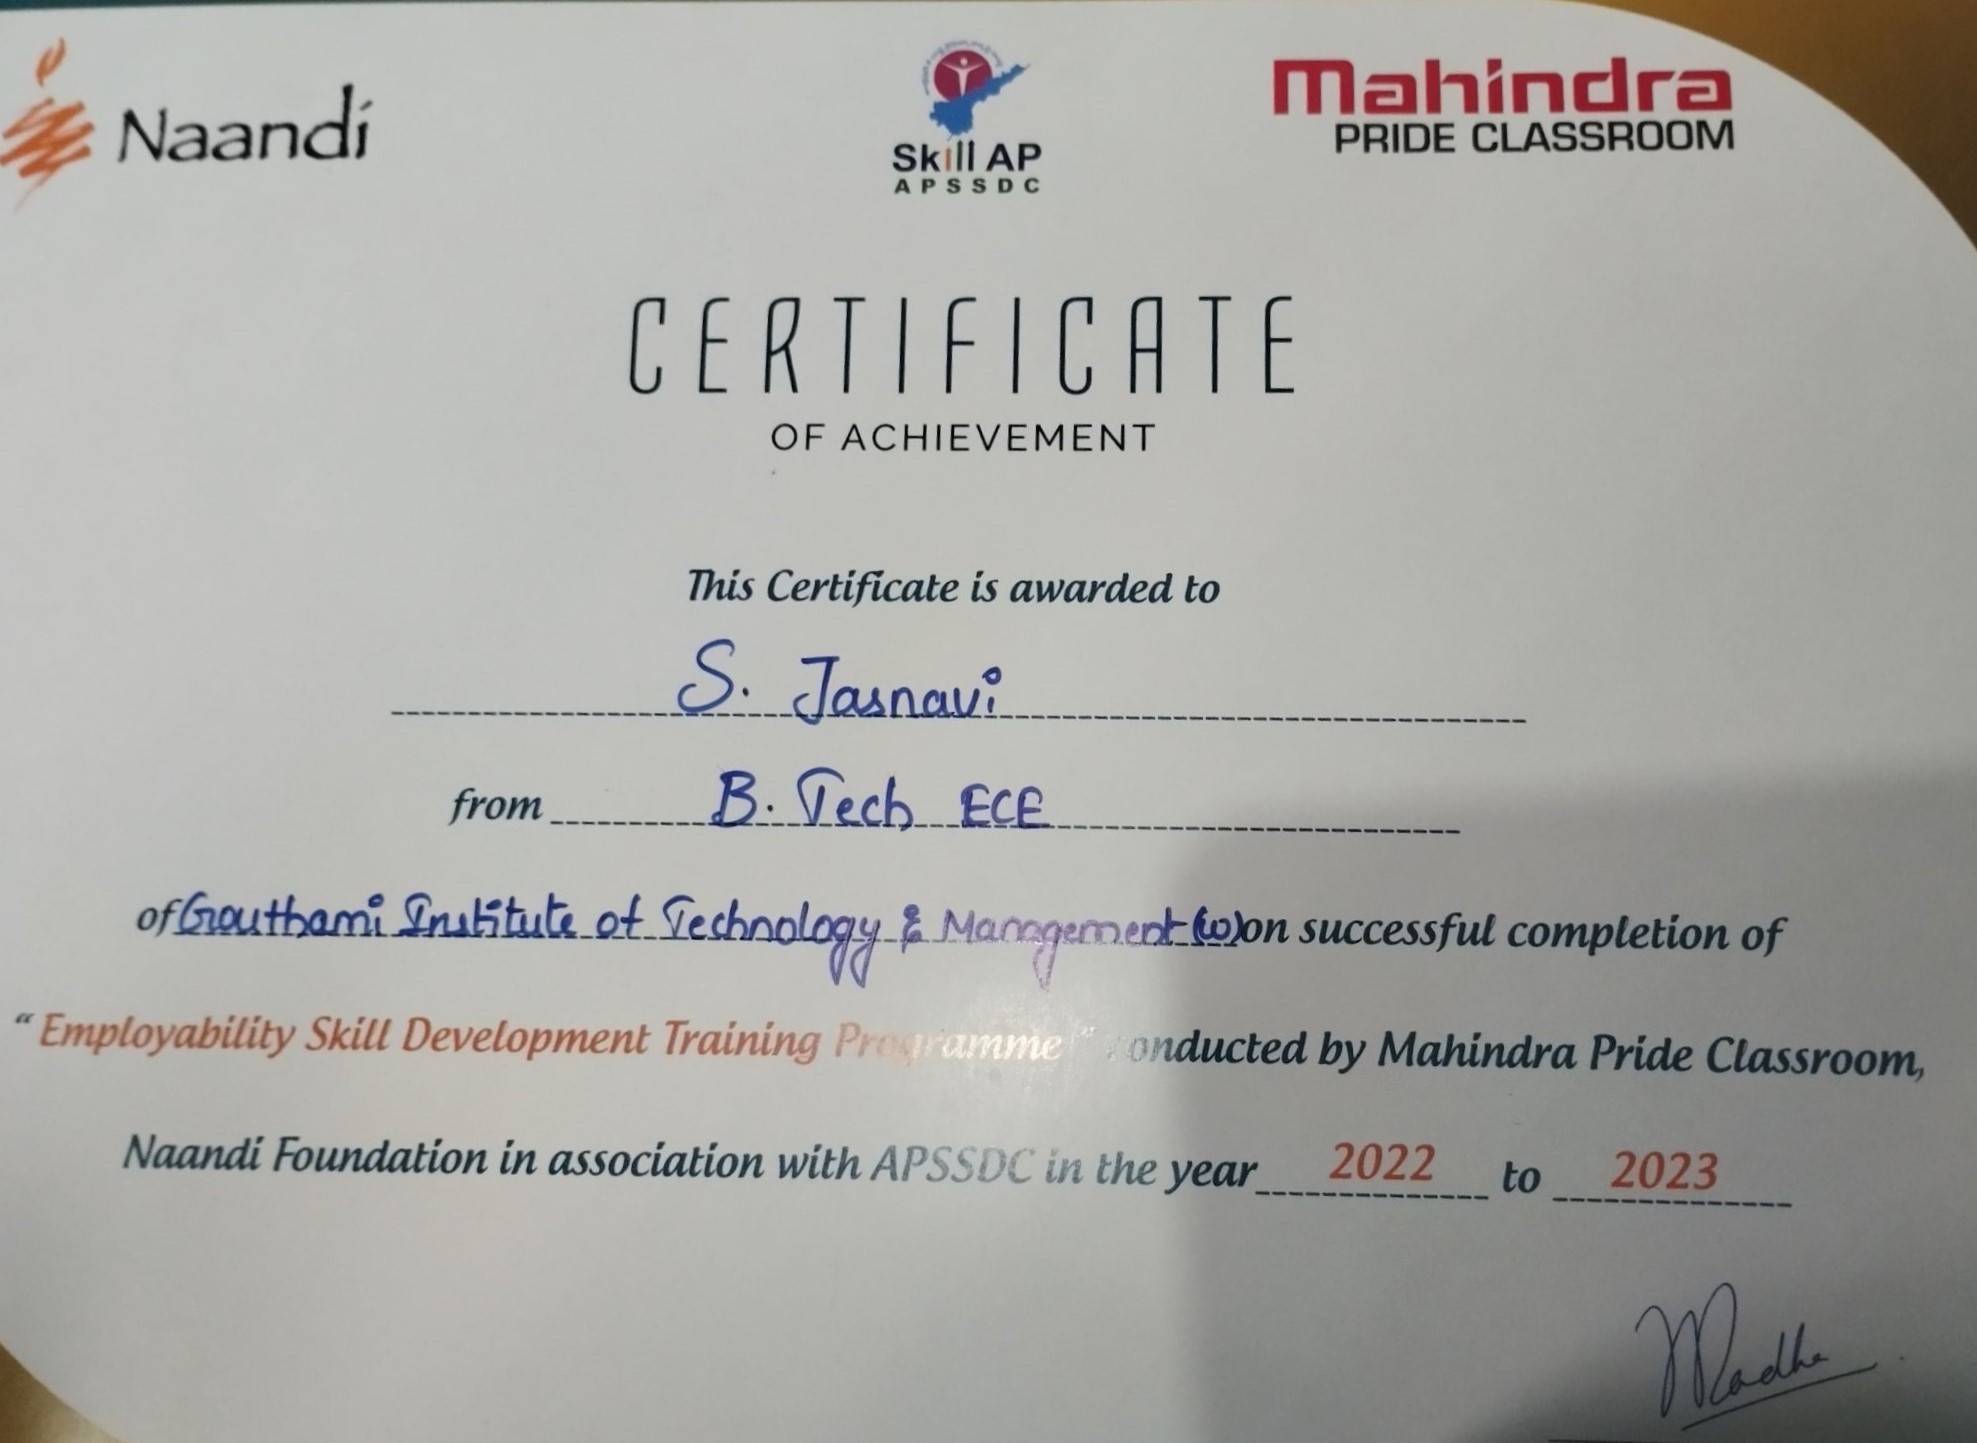 Naandi
Skill AP
APSSDC
Mahindra
PRIDE CLASSROOM
CERTIFICATE
OF ACHIEVEMENT
This Certificate is awarded to
S. Jasnavi
from B. Tech ECE
of Gouthami Institute of Technology & Management (w) on successful completion of
“Employability Skill Development Training Programme” conducted by Mahindra Pride Classroom,
Naandi Foundation in association with APSSDC in the year 2022 to 2023